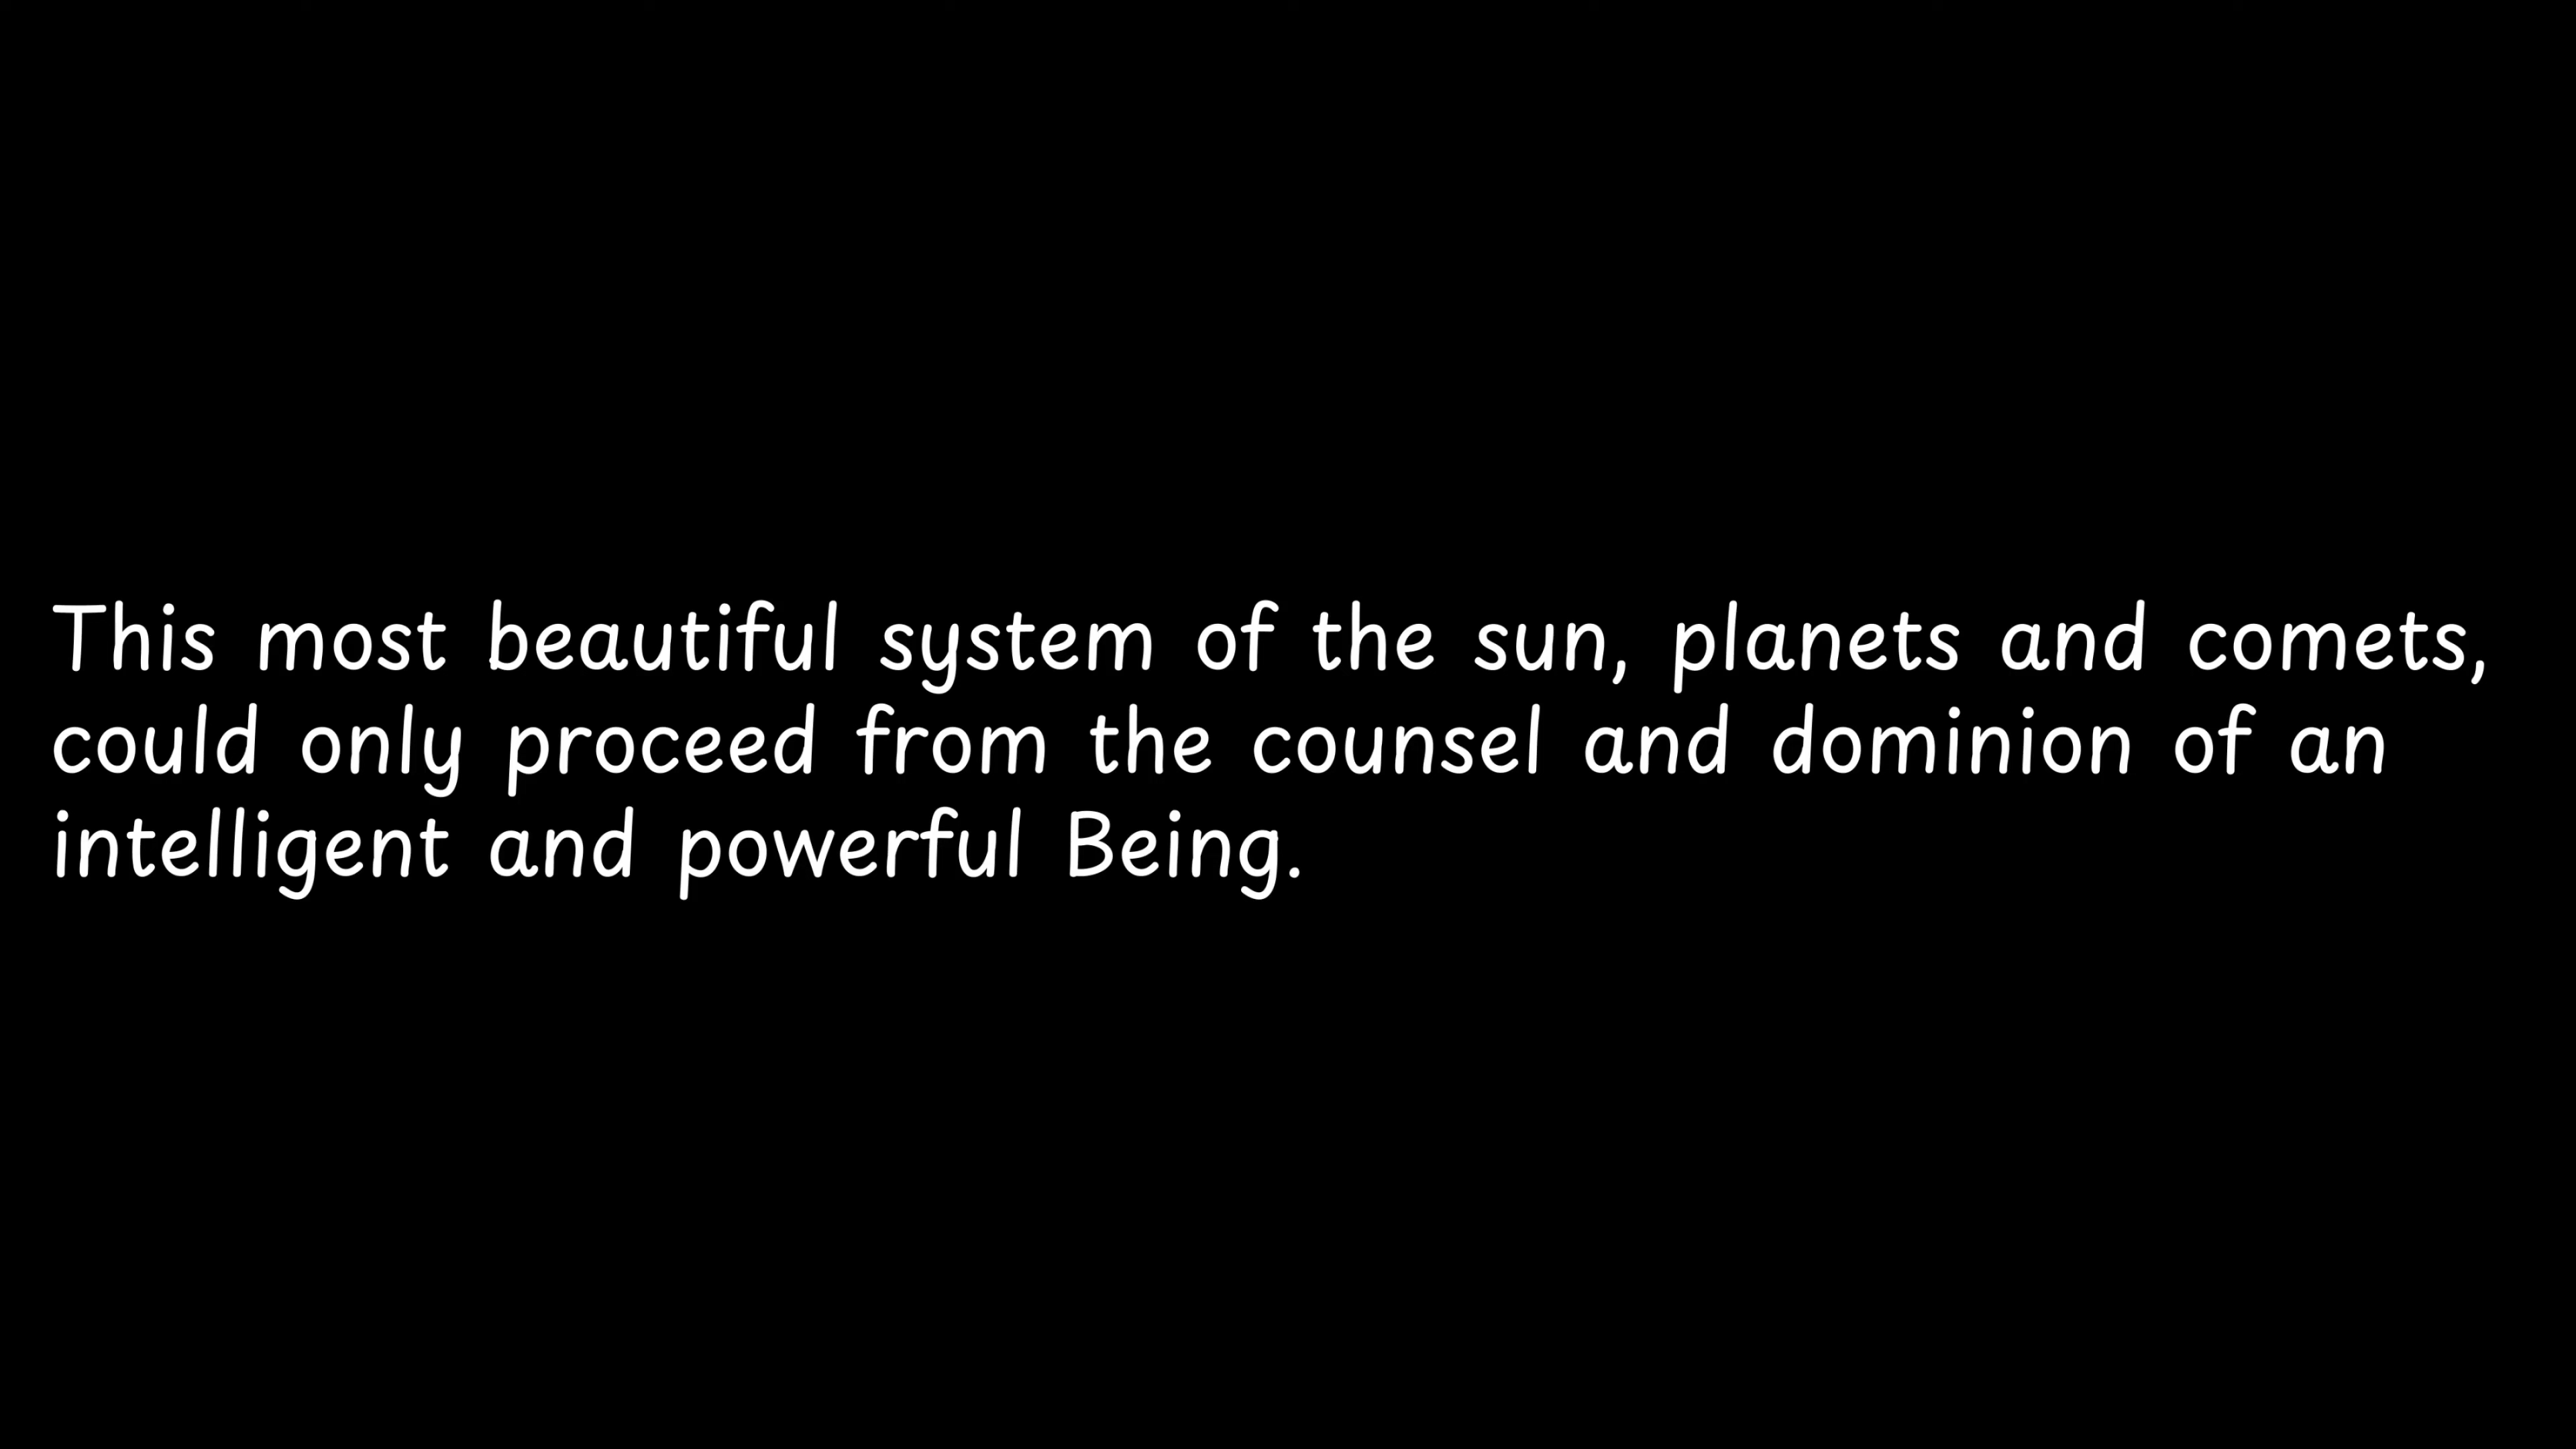 This most beautiful system of the sun, planets and comets,
could only proceed from the counsel and dominion of an
intelligent and powerful Being.